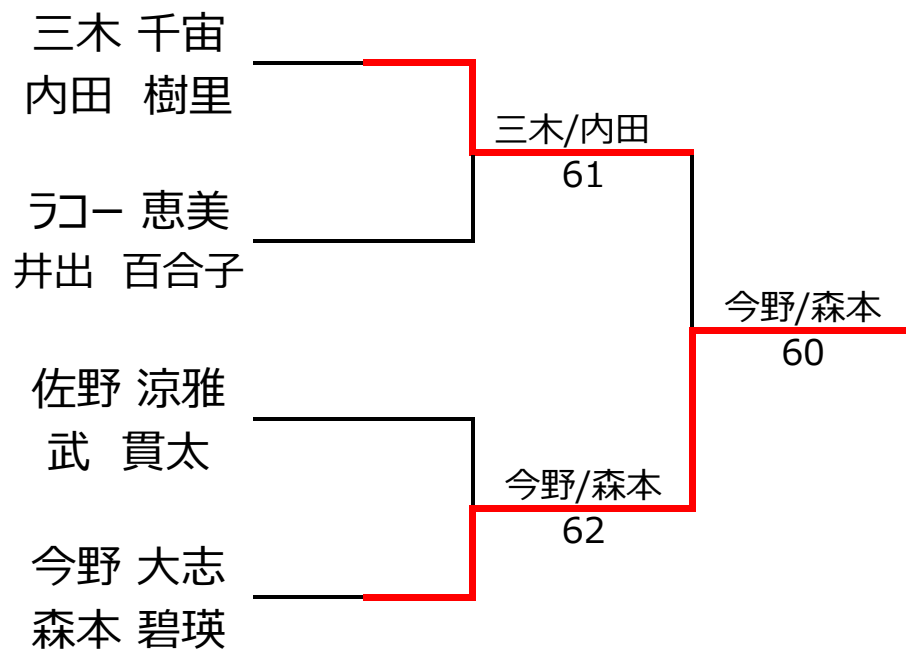 三木 千宙
内田 樹里
三木/内田
61
ラコー 恵美
井出 百合子
今野/森本
60
佐野 涼雅
武 貫太
今野/森本
62
今野 大志
森本 碧瑛